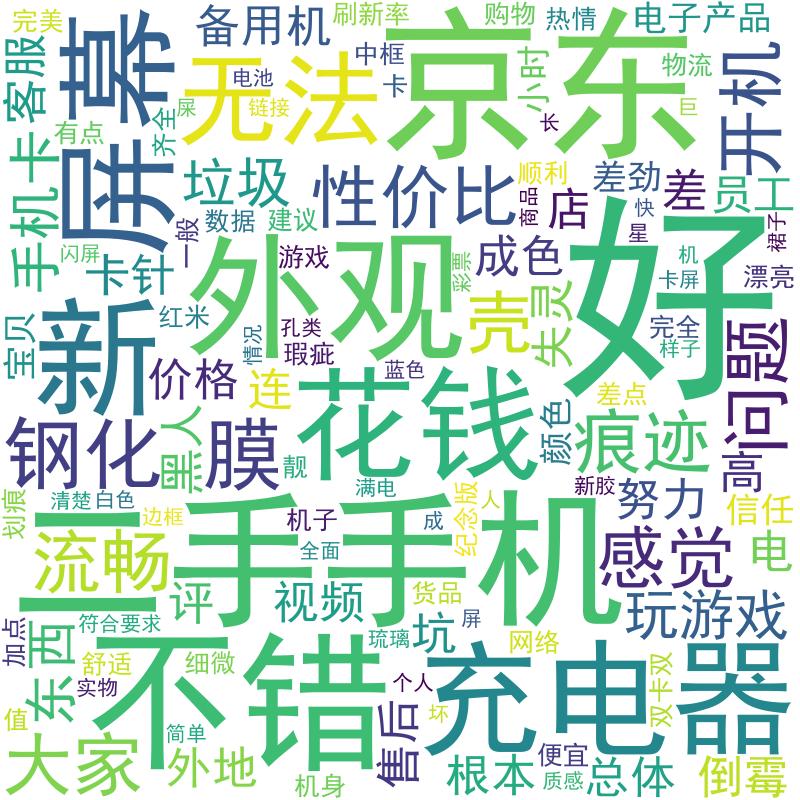 完美
备用机
刷新率
购物
热情
电子产品
客服
屏幕
无法
电池
中框
卡
京东
小时
物流
开机
屎
链接
有点
齐全
长
巨
手机卡
垃圾
性价比
顺利
商品
店
差劲
差
员工
一般
数据
建议
快
星
裙子
闪屏
卡针
外观
游戏
彩票
成色
好
机
卡屏
漂亮
宝贝
新
红米
情况
孔类
瑕疵
蓝色
壳
失灵
完全
样子
问题
价格
连
花钱
颜色
差点
痕迹
钢化
黑人
膜
靓
高
划痕
清楚
白色
边框
满电
新胶
努力
信任
二手手机
流畅
机子
全面
成
纪念版
人
感觉
电
评
视频
货品
玩游戏
加点
东西
符合要求
舒适
细微
不错
琉璃
坑
屏
网络
双卡双
实物
个人
充电器
值
简单
售后
坏
大家
外地
机身
根本
便宜
质感
总体
倒霉